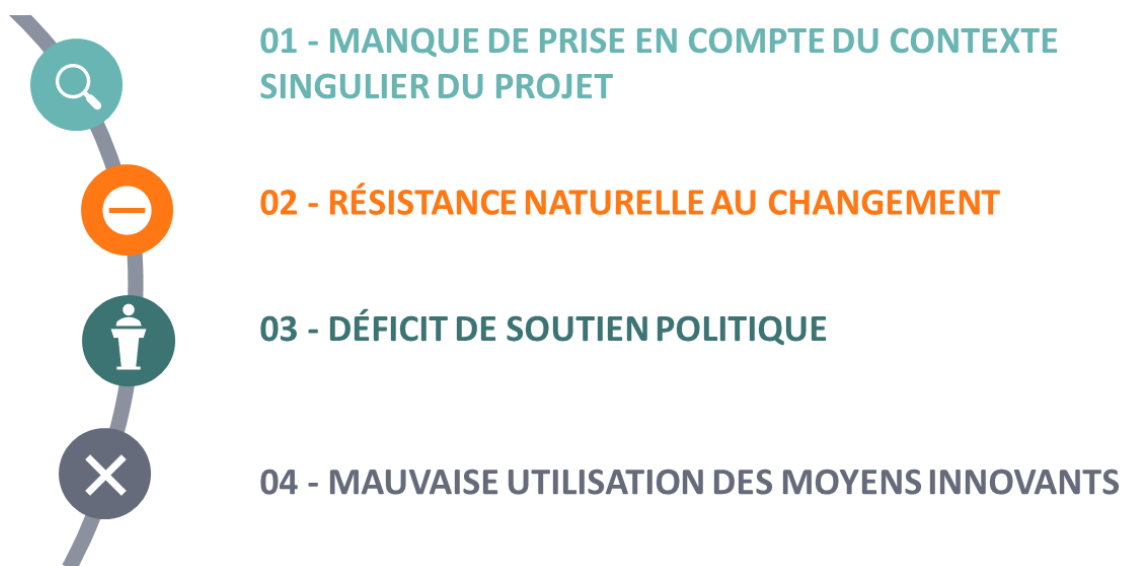 01 - MANQUE DE PRISE EN COMPTE DU CONTEXTE
SINGULIER DU PROJET
02 - RÉSISTANCE NATURELLE AU CHANGEMENT
03 - DÉFICIT DE SOUTIEN POLITIQUE
04 - MAUVAISE UTILISATION DES MOYENS INNOVANTS